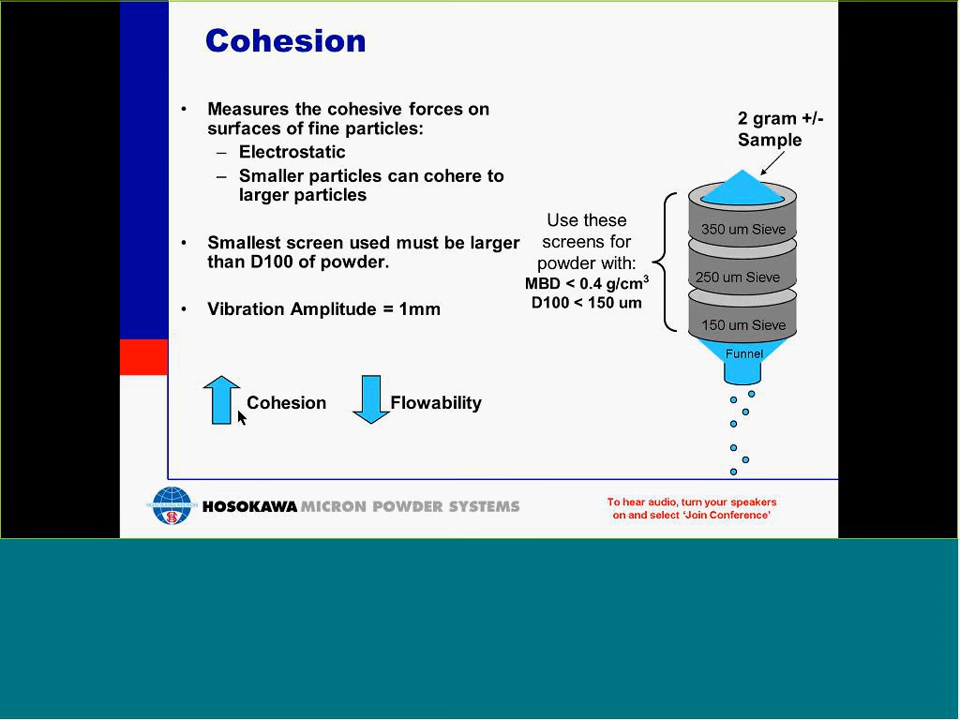 Cohesion
• Measures the cohesive forces on
surfaces of fine particles:
– Electrostatic
– Smaller particles can cohere to
larger particles
• Smallest screen used must be larger
than D100 of powder.
• Vibration Amplitude = 1mm
Cohesion
Flowability
2 gram +/-
Sample
Use these
screens for
powder with:
MBD < 0.4 g/cm³
D100 < 150 um
350 um Sieve
250 um Sieve
150 um Sieve
Funnel
HOSOKAWA MICRON POWDER SYSTEMS
To hear audio, turn your speakers
on and select ‘Join Conference’